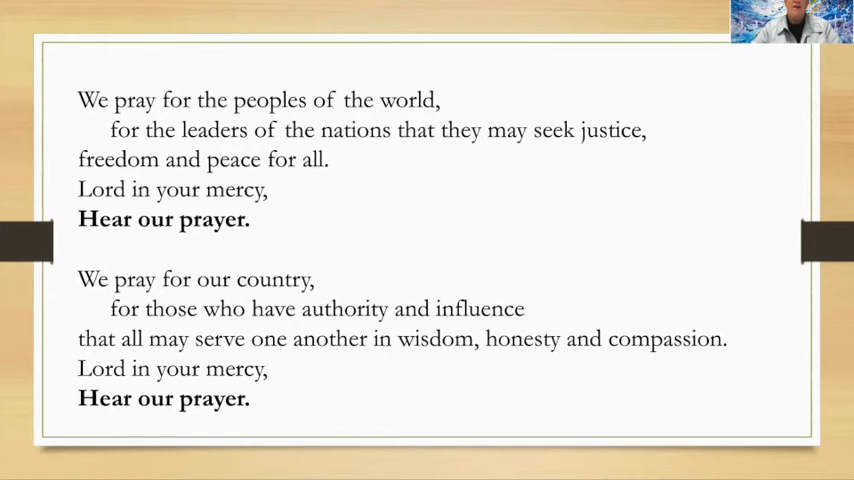 We pray for the peoples of the world,
for the leaders of the nations that they may seek justice,
freedom and peace for all.
Lord in your mercy,
Hear our prayer.
We pray for our country,
for those who have authority and influence
that all may serve one another in wisdom, honesty and compassion.
Lord in your mercy,
Hear our prayer.